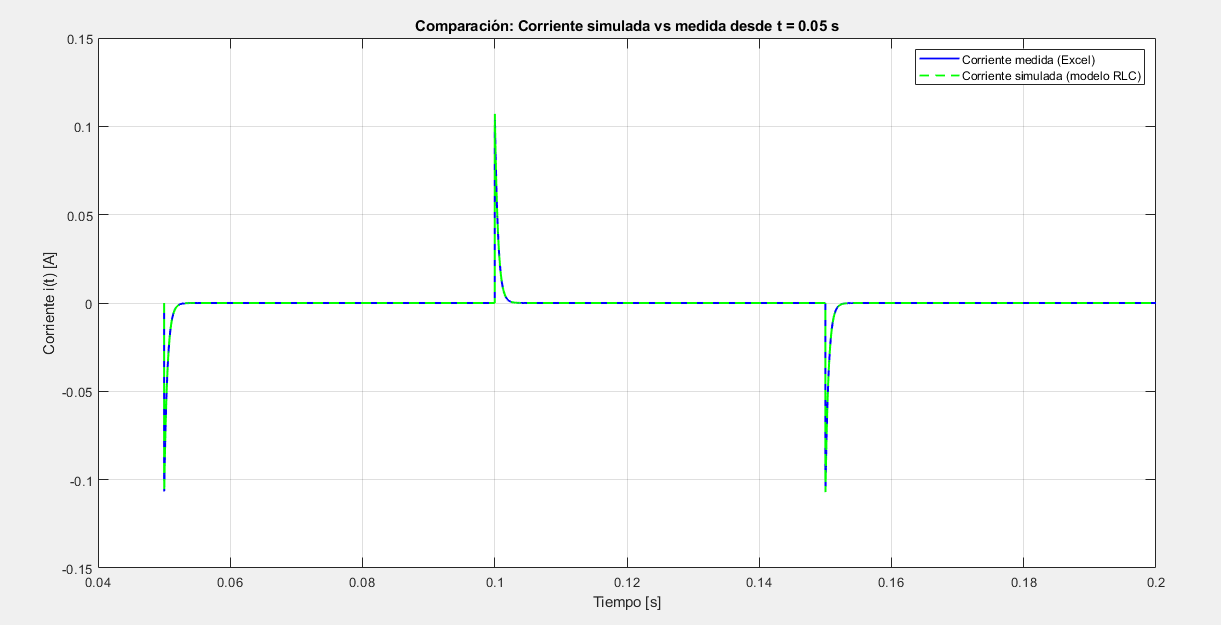 Comparación: Corriente simulada vs medida desde t = 0.05 s
Corriente medida (Excel)
Corriente simulada (modelo RLC)
0.15
0.1
0.05
0
-0.05
-0.1
-0.15
Corriente i(t) [A]
0.04 0.06 0.08 0.1 0.12 0.14 0.16 0.18 0.2
Tiempo [s]